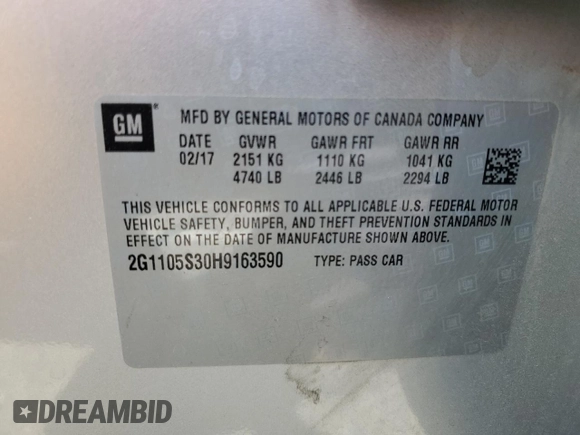 GM
MFD BY GENERAL MOTORS OF CANADA COMPANY
DATE GVWR GAWR FRT GAWR RR
02/17 2151 KG 1110 KG 1041 KG
4740 LB 2446 LB 2294 LB
THIS VEHICLE CONFORMS TO ALL APPLICABLE U.S. FEDERAL MOTOR
VEHICLE SAFETY, BUMPER, AND THEFT PREVENTION STANDARDS IN
EFFECT ON THE DATE OF MANUFACTURE SHOWN ABOVE.
2G1105S30H9163590 TYPE: PASS CAR
DREAMBID